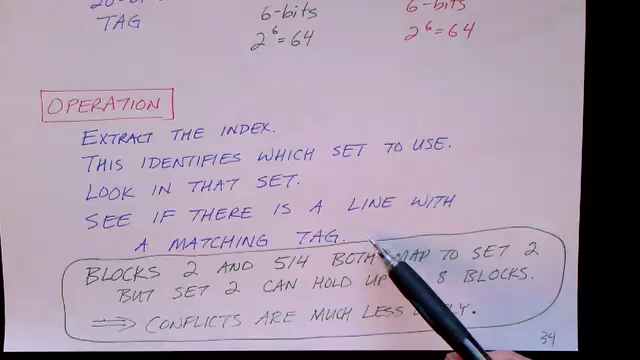 6-bits
6-bits
TAG
2⁶=64
2⁶=64
OPERATION
EXTRACT THE INDEX.
THIS IDENTIFIES WHICH SET TO USE.
LOOK IN THAT SET.
SEE IF THERE IS A LINE WITH
A MATCHING TAG.
BLOCKS 2 AND 514 BOTH MAP TO SET 2
BUT SET 2 CAN HOLD UP 8 BLOCKS.
⟹ CONFLICTS ARE MUCH LESS
34